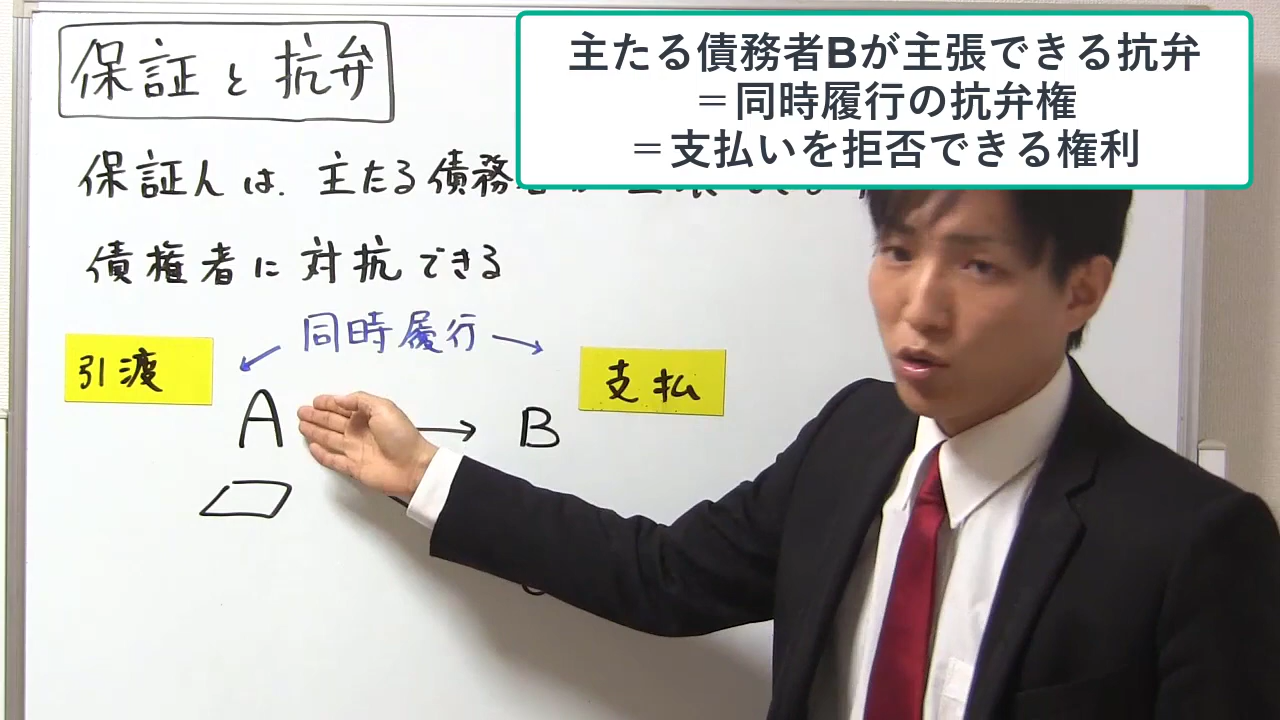 保証と抗弁
主たる債務者Bが主張できる抗弁
＝同時履行の抗弁権
＝支払いを拒否できる権利
保証人は、主たる債務
債権者に対抗できる
同時履行
引渡
支払
A
B